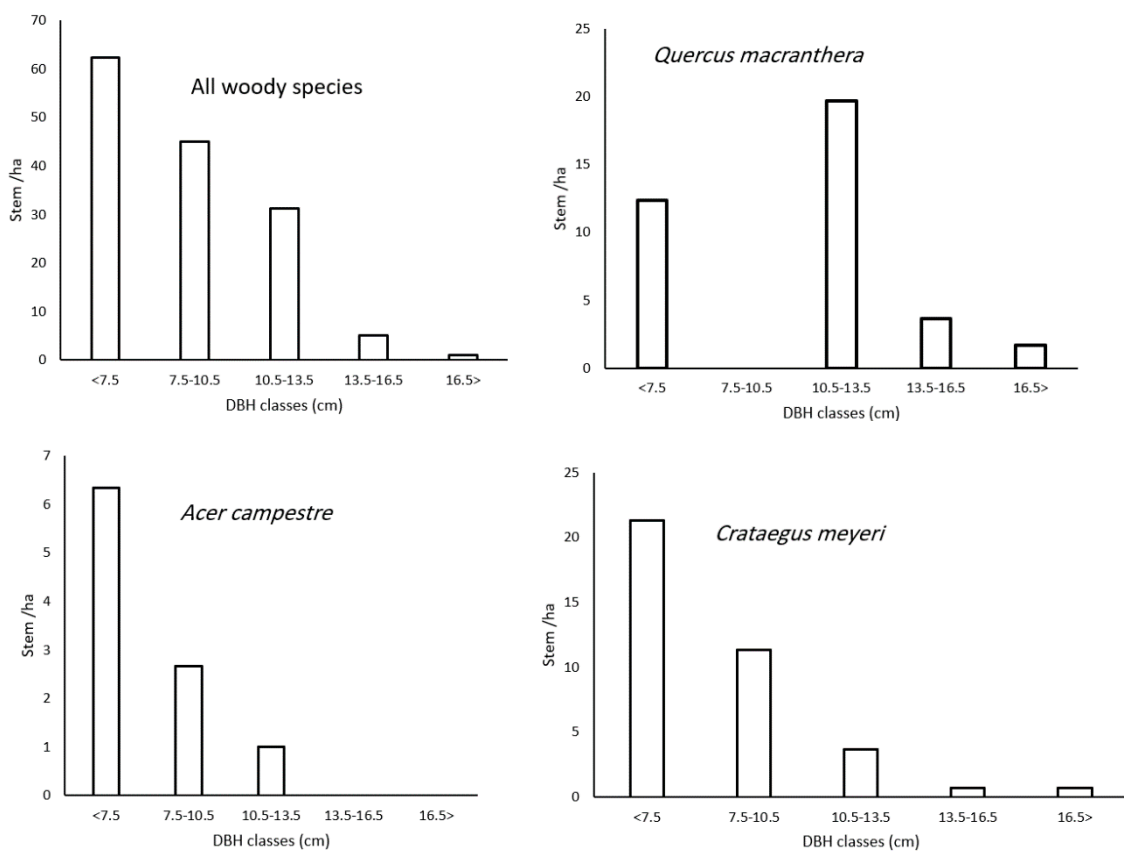 All woody species
Stem /ha
70
60
50
40
30
20
10
0
<7.5 7.5-10.5 10.5-13.5 13.5-16.5 16.5>
DBH classes (cm)
Quercus macranthera
Stem /ha
25
20
15
10
5
0
<7.5 7.5-10.5 10.5-13.5 13.5-16.5 16.5>
DBH classes (cm)
Acer campestre
Stem /ha
7
6
5
4
3
2
1
0
<7.5 7.5-10.5 10.5-13.5 13.5-16.5 16.5>
DBH classes (cm)
Crataegus meyeri
Stem /ha
25
20
15
10
5
0
<7.5 7.5-10.5 10.5-13.5 13.5-16.5 16.5>
DBH classes (cm)